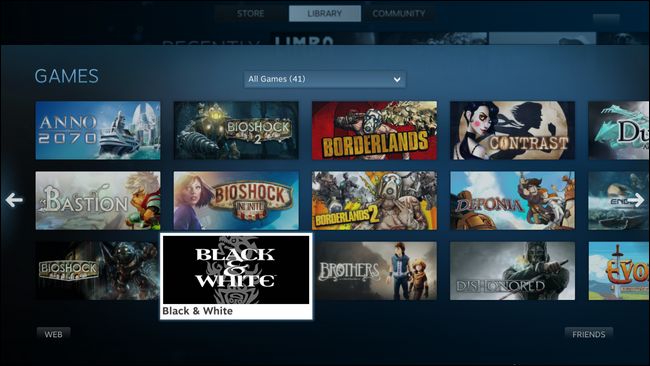 STORE
LIBRARY
COMMUNITY
RECENTLY
LIMBO
GAMES
All Games (41)
ANNO
2070
BIOSHOCK
2
BORDERLANDS
CONTRAST
Du
BASTION
BIOSHOCK
INFINITE
BORDERLANDS 2
DEPONIA
BIOSHOCK
BLACK
&
WHITE
Black & White
BROTHERS
DISHONORED
EVO
WEB
FRIENDS